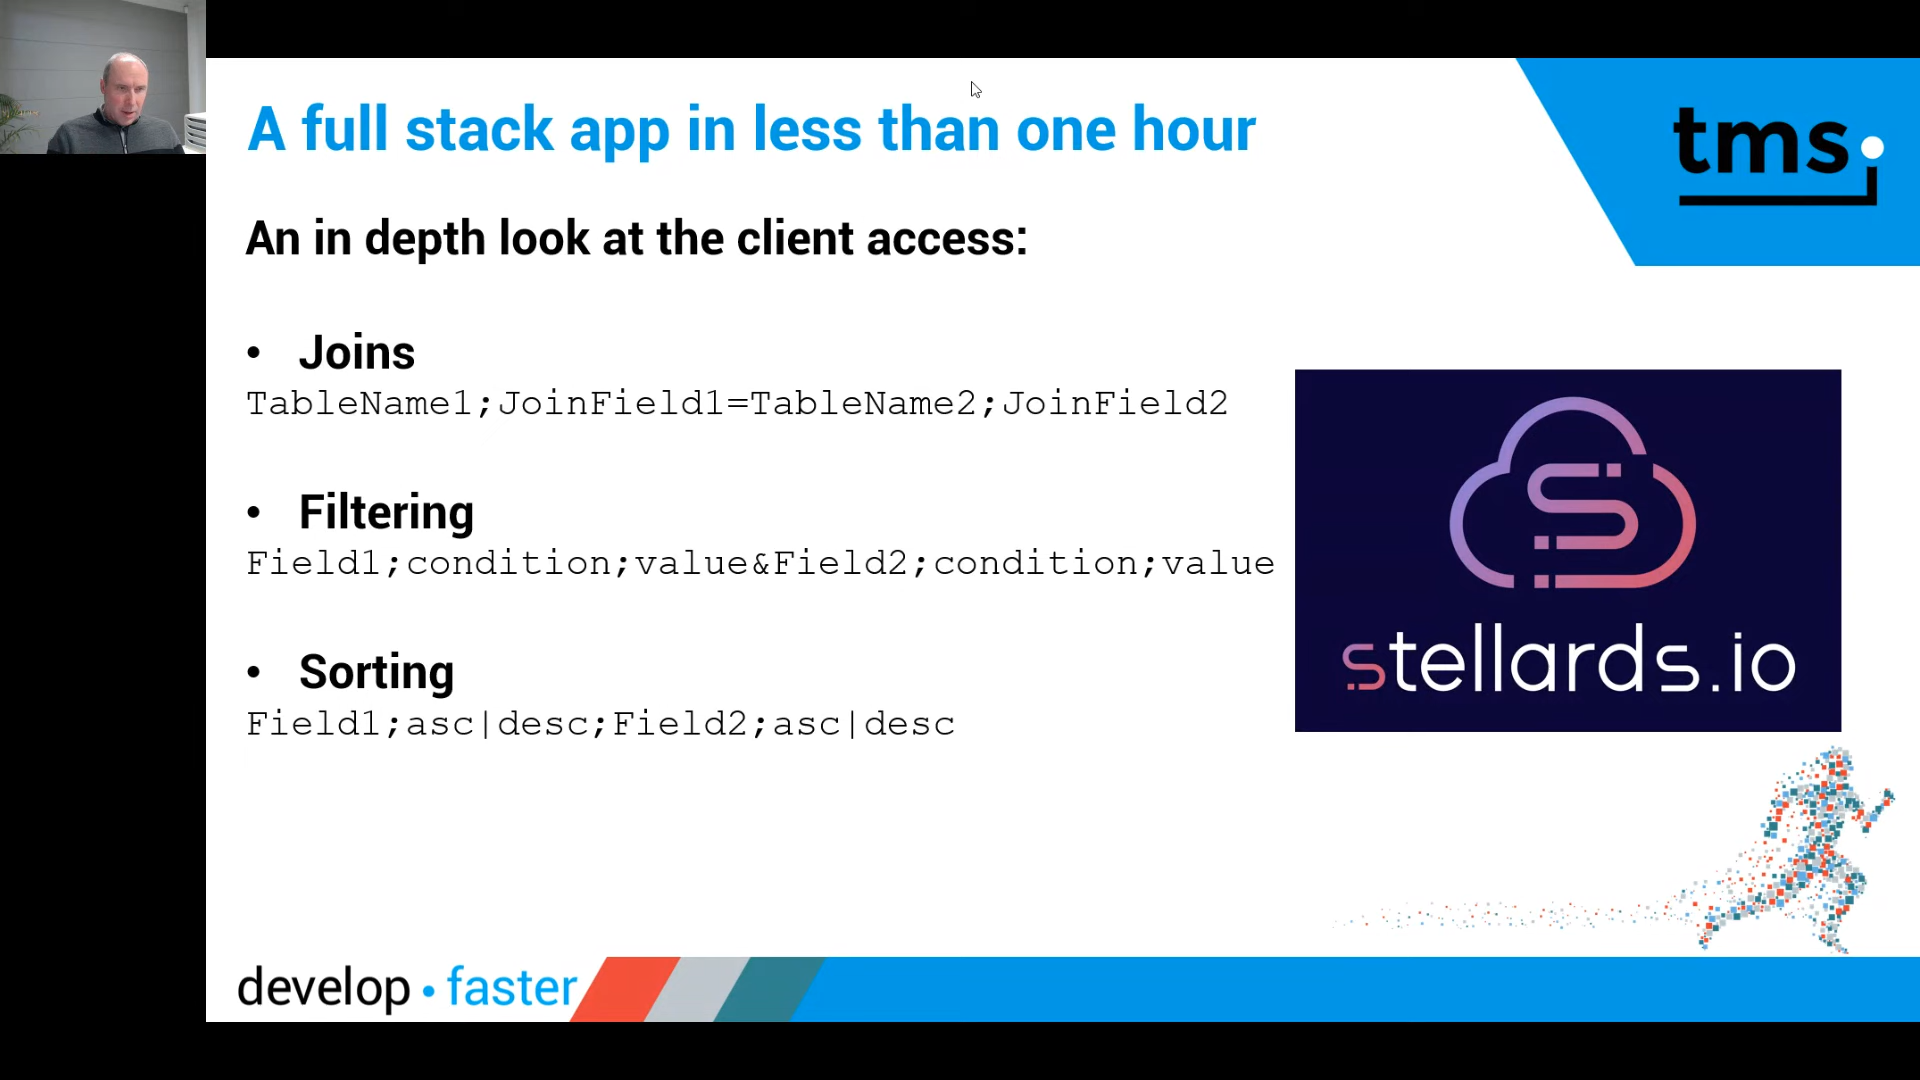 A full stack app in less than one hour
tms
An in depth look at the client access:
• Joins
TableName1;JoinField1=TableName2;JoinField2
• Filtering
Field1;condition;value&Field2;condition;value
• Sorting
Field1;asc|desc;Field2;asc|desc
stellards.io
develop • faster